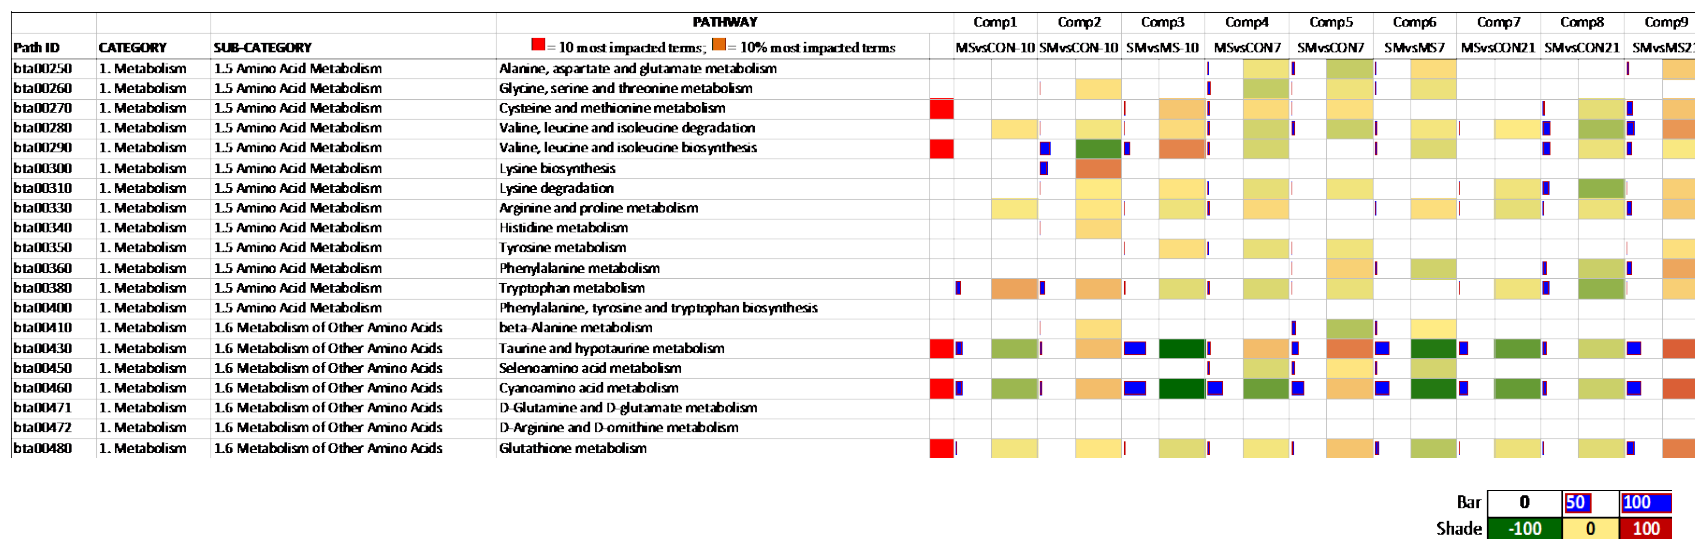 PATHWAY Comp1 Comp2 Comp3 Comp4 Comp5 Comp6 Comp7 Comp8 Comp9
Path ID CATEGORY SUB-CATEGORY = 10 most impacted terms; = 10% most impacted terms MSvsCON-10 SMvsCON-10 SMvsMS-10 MSvsCON7 SMvsCON7 SMvsMS7 MSvsCON21 SMvsCON21 SMvsMS21
bta00250 1. Metabolism 1.5 Amino Acid Metabolism Alanine, aspartate and glutamate metabolism
bta00260 1. Metabolism 1.5 Amino Acid Metabolism Glycine, serine and threonine metabolism
bta00270 1. Metabolism 1.5 Amino Acid Metabolism Cysteine and methionine metabolism
bta00280 1. Metabolism 1.5 Amino Acid Metabolism Valine, leucine and isoleucine degradation
bta00290 1. Metabolism 1.5 Amino Acid Metabolism Valine, leucine and isoleucine biosynthesis
bta00300 1. Metabolism 1.5 Amino Acid Metabolism Lysine biosynthesis
bta00310 1. Metabolism 1.5 Amino Acid Metabolism Lysine degradation
bta00330 1. Metabolism 1.5 Amino Acid Metabolism Arginine and proline metabolism
bta00340 1. Metabolism 1.5 Amino Acid Metabolism Histidine metabolism
bta00350 1. Metabolism 1.5 Amino Acid Metabolism Tyrosine metabolism
bta00360 1. Metabolism 1.5 Amino Acid Metabolism Phenylalanine metabolism
bta00380 1. Metabolism 1.5 Amino Acid Metabolism Tryptophan metabolism
bta00400 1. Metabolism 1.5 Amino Acid Metabolism Phenylalanine, tyrosine and tryptophan biosynthesis
bta00410 1. Metabolism 1.6 Metabolism of Other Amino Acids beta-Alanine metabolism
bta00430 1. Metabolism 1.6 Metabolism of Other Amino Acids Taurine and hypotaurine metabolism
bta00450 1. Metabolism 1.6 Metabolism of Other Amino Acids Selenoamino acid metabolism
bta00460 1. Metabolism 1.6 Metabolism of Other Amino Acids Cyanoamino acid metabolism
bta00471 1. Metabolism 1.6 Metabolism of Other Amino Acids D-Glutamine and D-glutamate metabolism
bta00472 1. Metabolism 1.6 Metabolism of Other Amino Acids D-Arginine and D-ornithine metabolism
bta00480 1. Metabolism 1.6 Metabolism of Other Amino Acids Glutathione metabolism
Bar 0 50 100
Shade -100 0 100